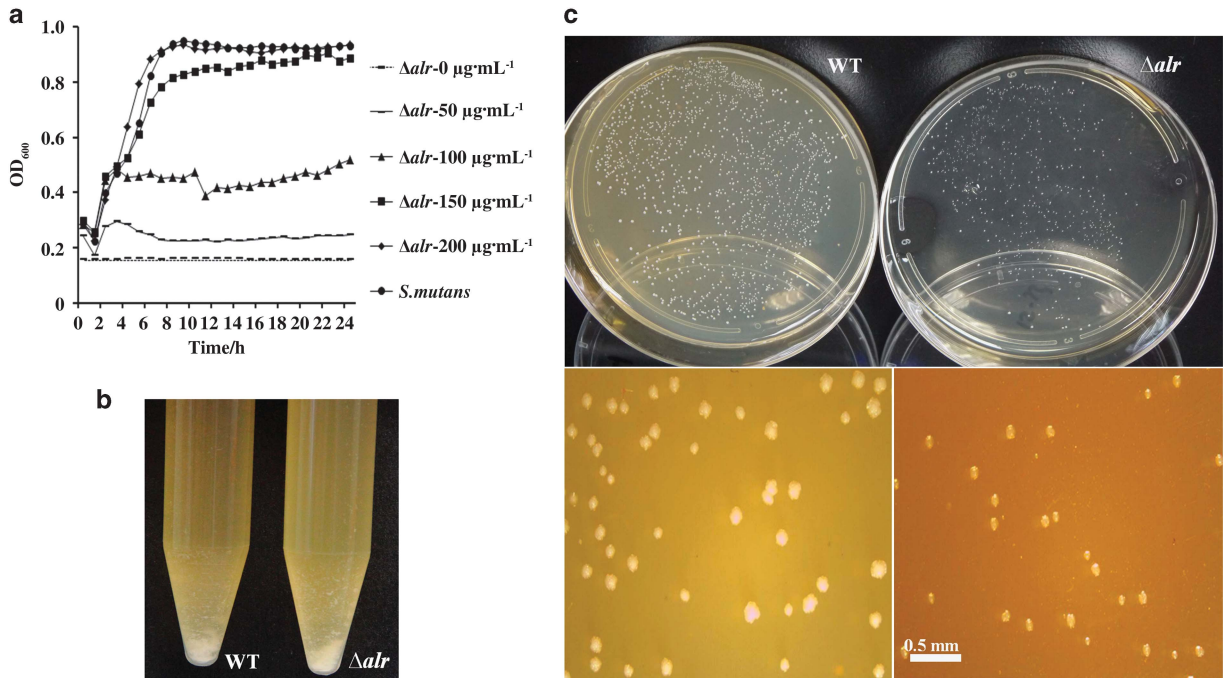 a
1.0
0.8
0.6
0.4
0.2
0
OD600
0 2 4 6 8 10 12 14 16 18 20 22 24
Time/h
Δalr-0 µg·mL-1
Δalr-50 µg·mL-1
Δalr-100 µg·mL-1
Δalr-150 µg·mL-1
Δalr-200 µg·mL-1
S.mutans
b
WT
Δalr
c
WT
Δalr
0.5 mm